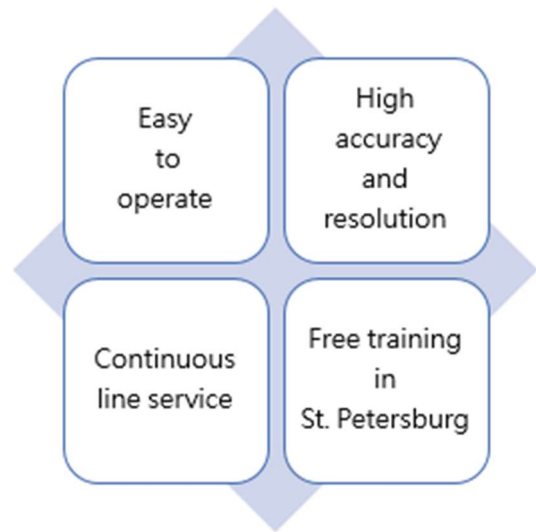 Easy
to
operate
High
accuracy
and
resolution
Continuous
line service
Free training
in
St. Petersburg